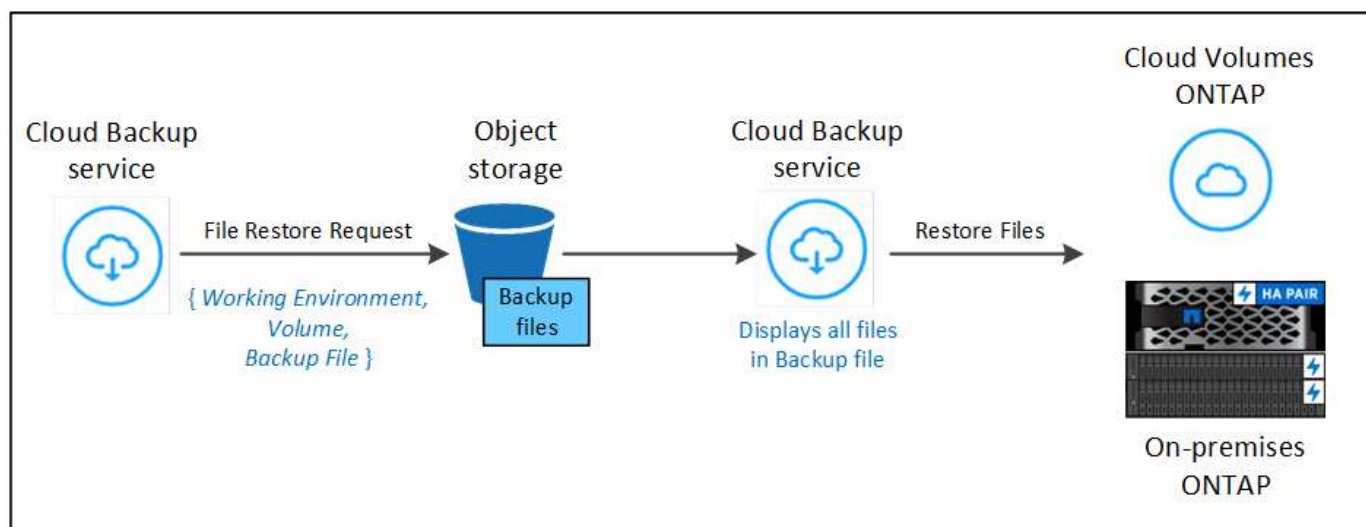 Cloud Backup
service
File Restore Request
{ Working Environment,
Volume,
Backup File }
Object
storage
Backup
files
Cloud Backup
service
Displays all files
in Backup file
Restore Files
Cloud Volumes
ONTAP
HA PAIR
On-premises
ONTAP